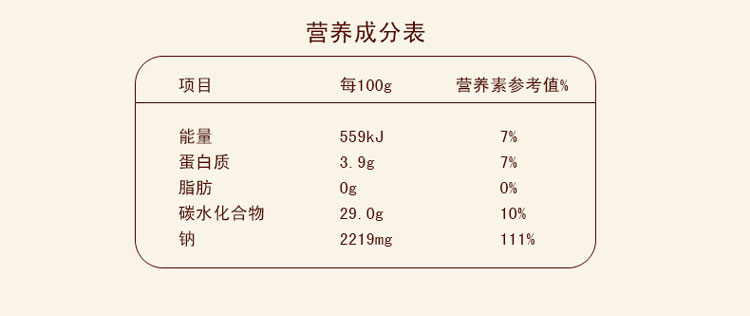 营养成分表
项目 每100g 营养素参考值%
能量 559kJ 7%
蛋白质 3.9g 7%
脂肪 0g 0%
碳水化合物 29.0g 10%
钠 2219mg 111%